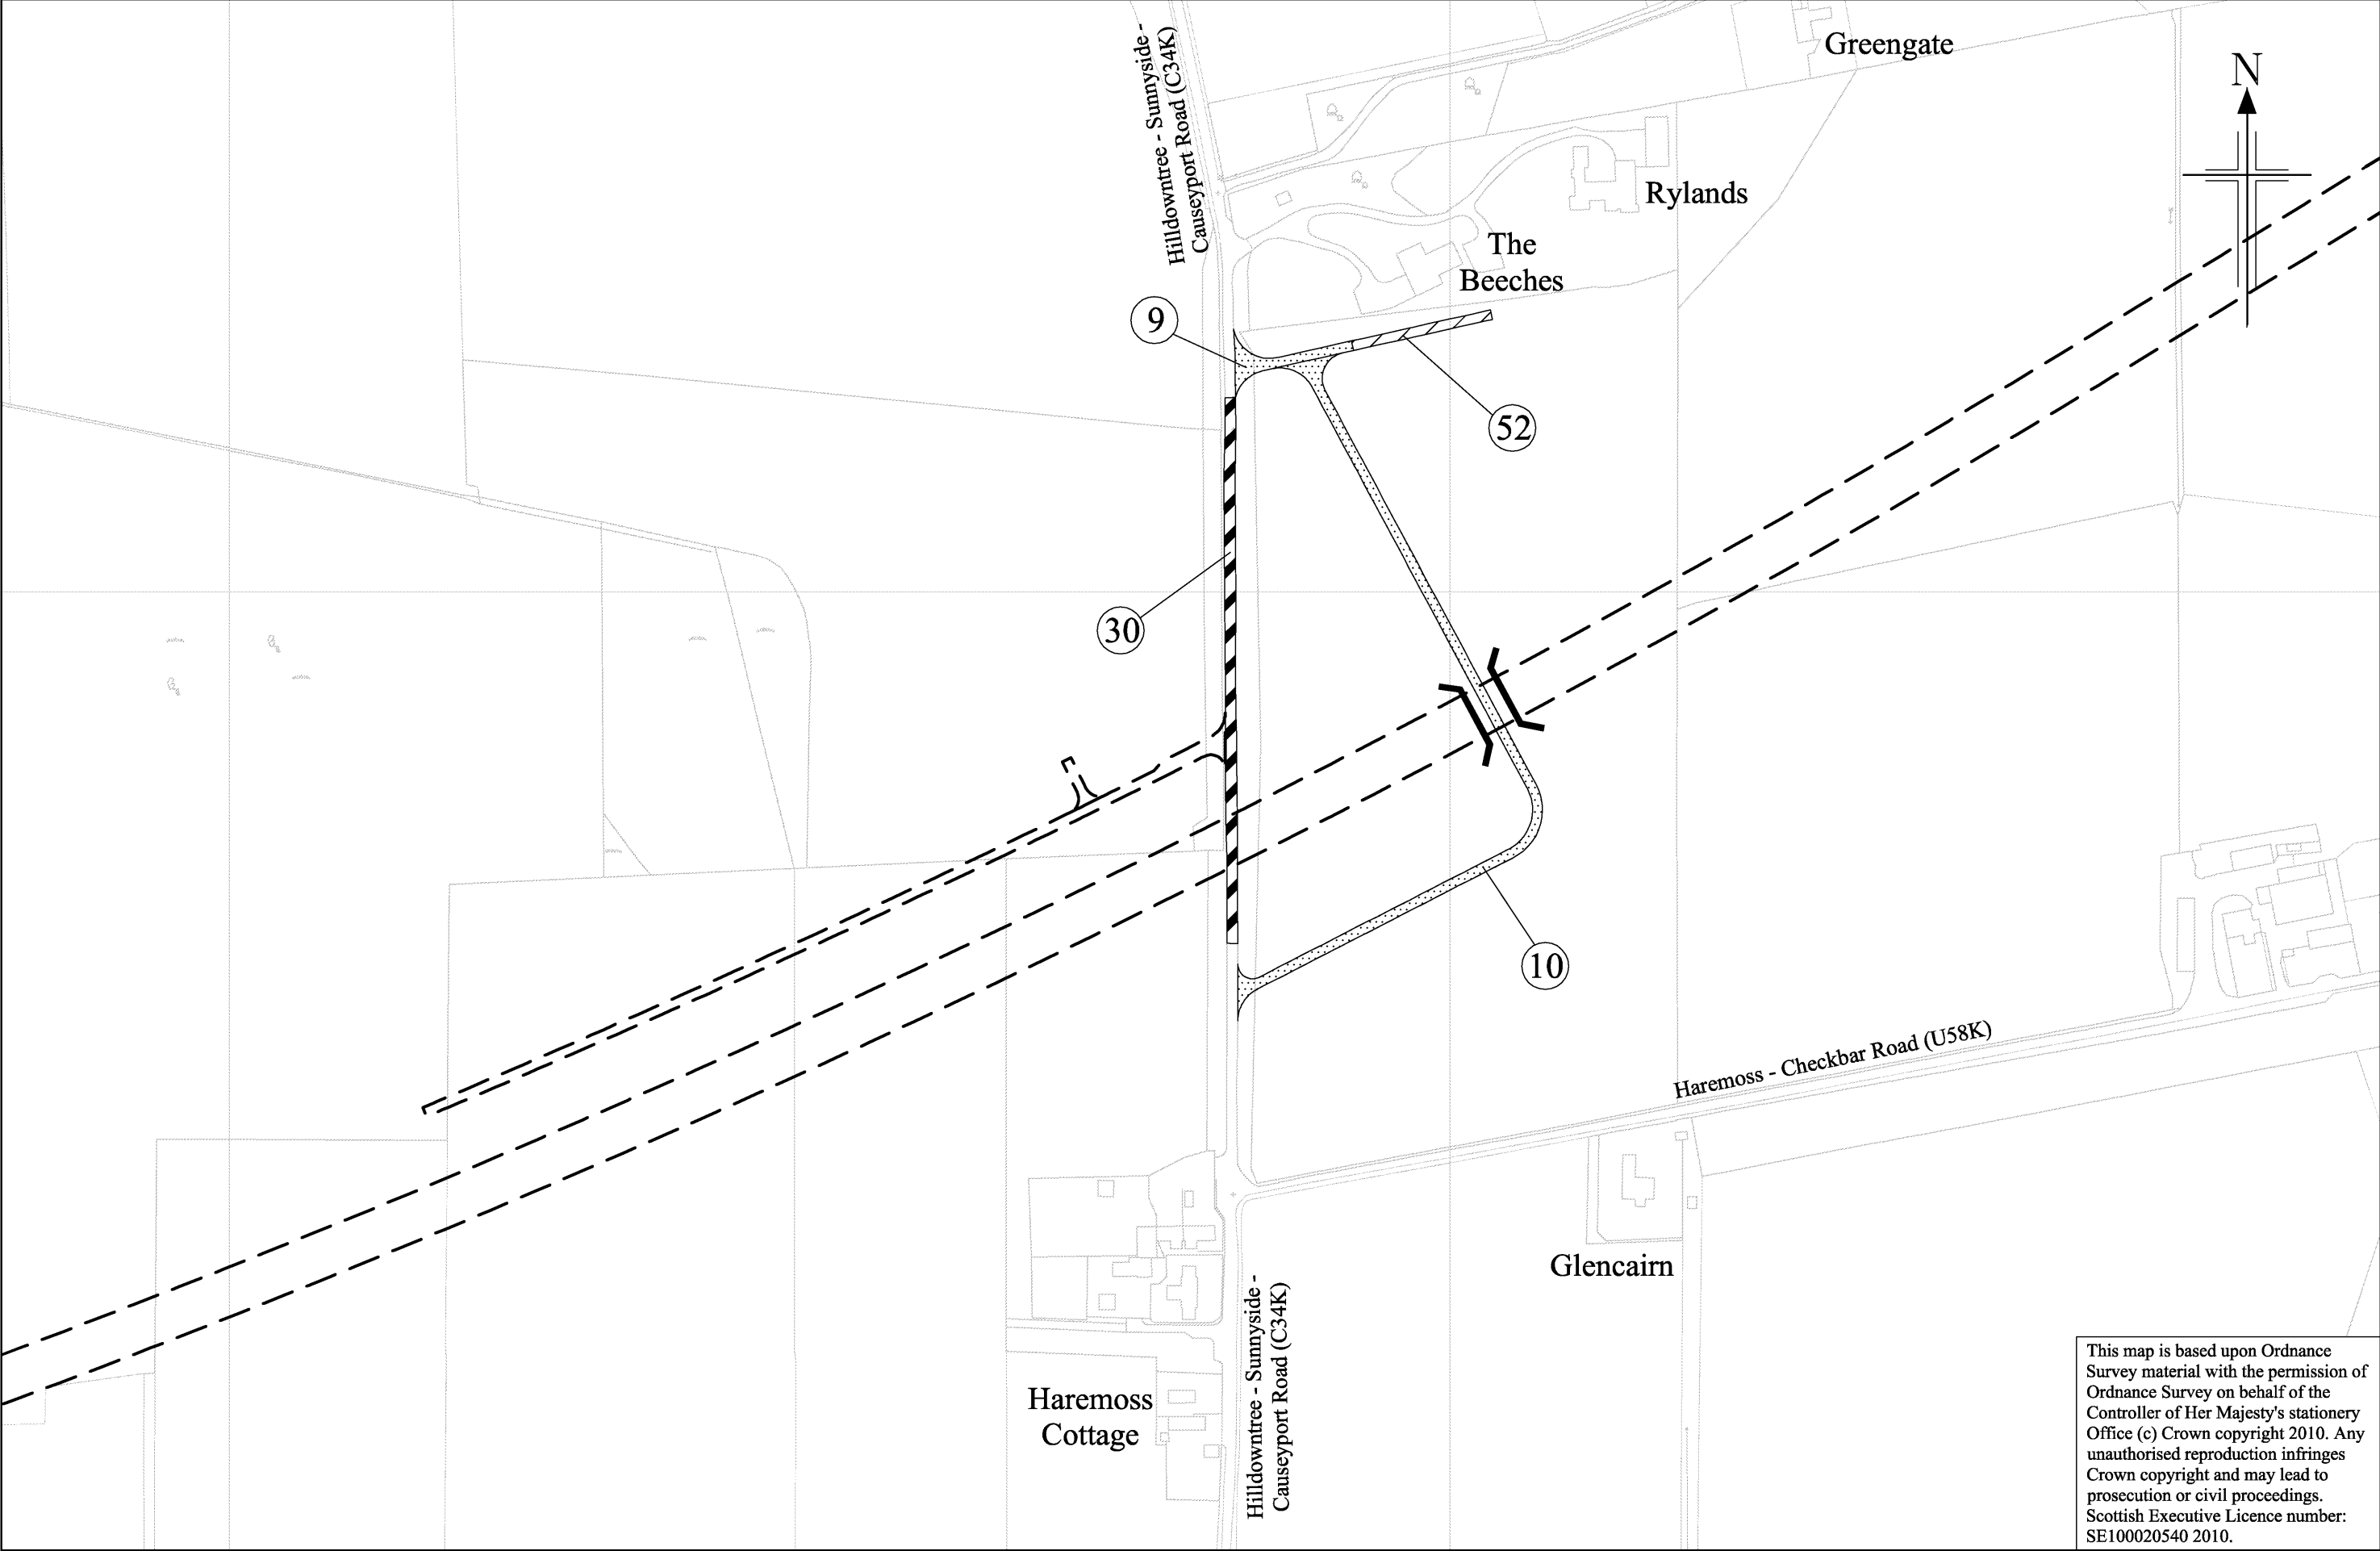 Hilldowntree - Sunnyside -
Causeyport Road (C34K)
Greengate
N
Rylands
The
Beeches
9
52
30
10
Haremoss - Checkbar Road (U58K)
Glencairn
Hilldowntree - Sunnyside -
Causeyport Road (C34K)
Haremoss
Cottage
This map is based upon Ordnance
Survey material with the permission of
Ordnance Survey on behalf of the
Controller of Her Majesty's stationery
Office (c) Crown copyright 2010. Any
unauthorised reproduction infringes
Crown copyright and may lead to
prosecution or civil proceedings.
Scottish Executive Licence number:
SE100020540 2010.